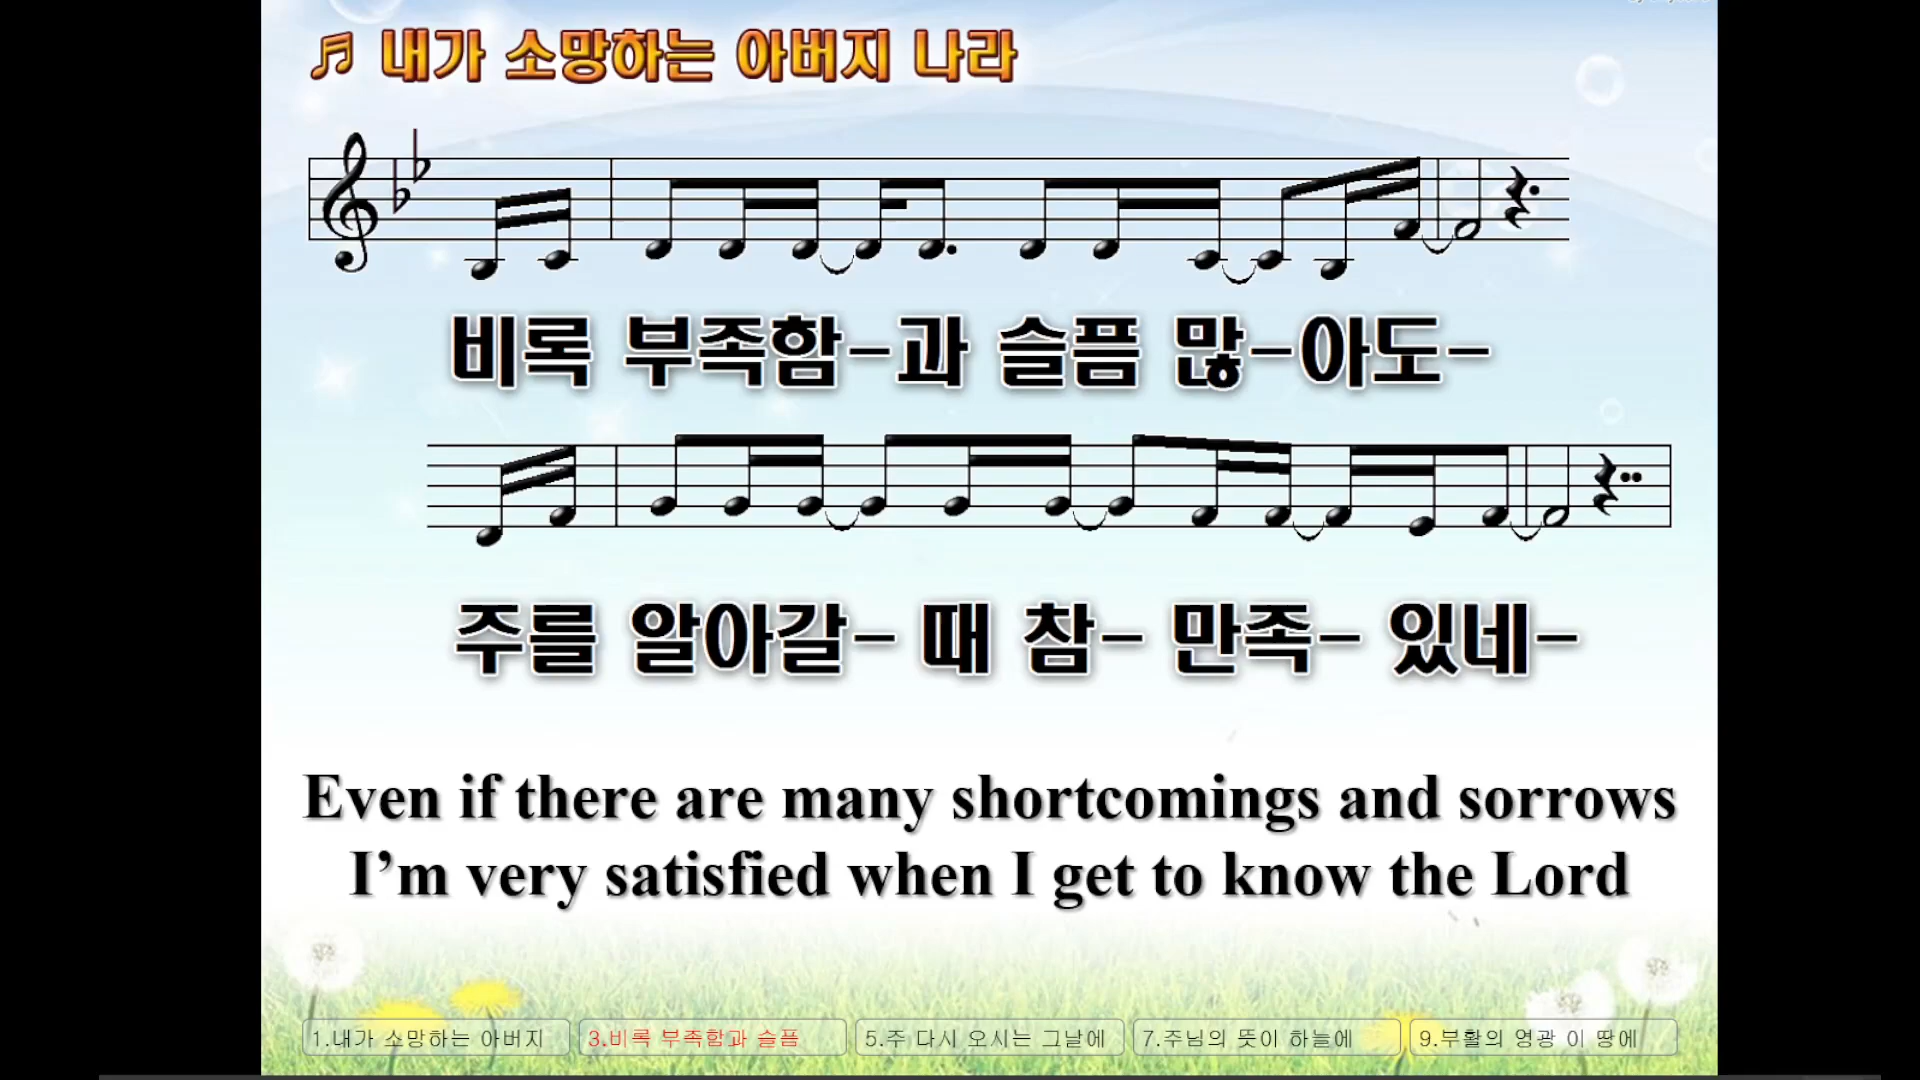 ♬ 내가 소망하는 아버지 나라
비록 부족함-과 슬픔 많-아도-
주를 알아갈- 때 참- 만족- 있네-
Even if there are many shortcomings and sorrows
I’m very satisfied when I get to know the Lord
1.내가 소망하는 아버지 3.비록 부족함과 슬픔 5.주 다시 오시는 그날에 7.주님의 뜻이 하늘에 9.부활의 영광 이 땅에